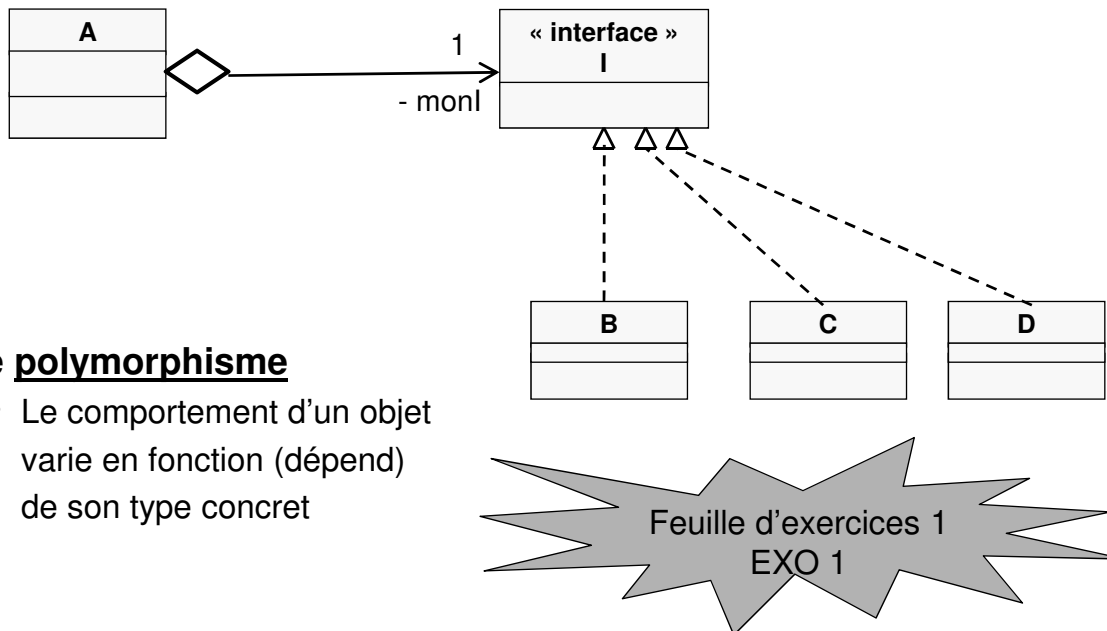 A
1
- monI
« interface »
I
B
C
D
polymorphisme
Le comportement d'un objet
varie en fonction (dépend)
de son type concret
Feuille d'exercices 1
EXO 1